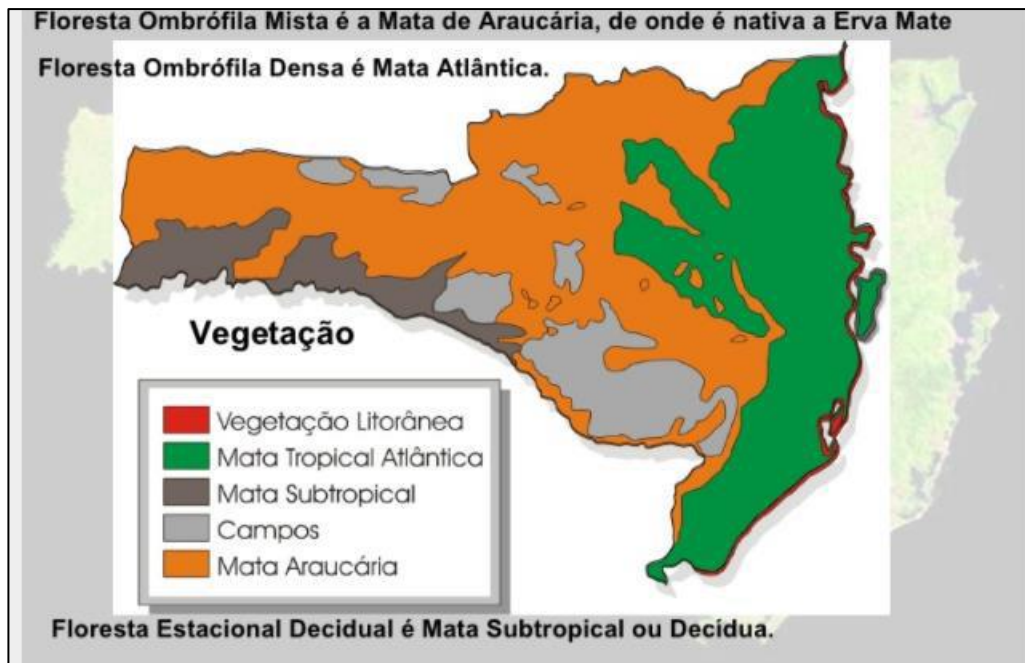 Floresta Ombrófila Mista é a Mata de Araucária, de onde é nativa a Erva Mate
Floresta Ombrófila Densa é Mata Atlântica.
Vegetação
Vegetação Litorânea
Mata Tropical Atlântica
Mata Subtropical
Campos
Mata Araucária
Floresta Estacional Decidual é Mata Subtropical ou Decídua.